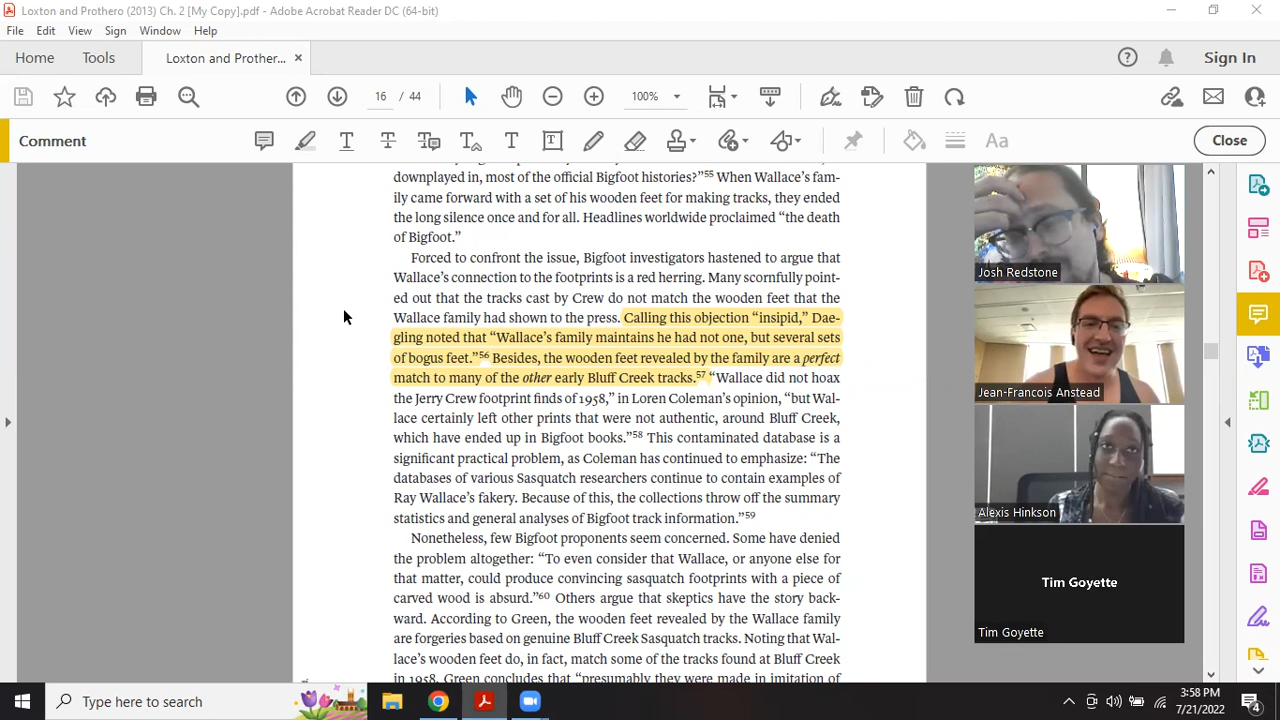 Loxton and Prothero (2013) Ch. 2 [My Copy].pdf - Adobe Acrobat Reader DC (64-bit)
File Edit View Sign Window Help
Home Tools Loxton and Prother... × Sign In
16 / 44 100%
Comment Aa Close
downplayed in, most of the official Bigfoot histories?”55 When Wallace’s fam-
ily came forward with a set of his wooden feet for making tracks, they ended
the long silence once and for all. Headlines worldwide proclaimed “the death
of Bigfoot.”
Forced to confront the issue, Bigfoot investigators hastened to argue that
Wallace’s connection to the footprints is a red herring. Many scornfully point-
ed out that the tracks cast by Crew do not match the wooden feet that the
Wallace family had shown to the press. Calling this objection “insipid,” Dae-
gling noted that “Wallace’s family maintains he had not one, but several sets
of bogus feet.”56 Besides, the wooden feet revealed by the family are a perfect
match to many of the other early Bluff Creek tracks.57 “Wallace did not hoax
the Jerry Crew footprint finds of 1958,” in Loren Coleman’s opinion, “but Wal-
lace certainly left other prints that were not authentic, around Bluff Creek,
which have ended up in Bigfoot books.”58 This contaminated database is a
significant practical problem, as Coleman has continued to emphasize: “The
databases of various Sasquatch researchers continue to contain examples of
Ray Wallace’s fakery. Because of this, the collections throw off the summary
statistics and general analyses of Bigfoot track information.”59
Nonetheless, few Bigfoot proponents seem concerned. Some have denied
the problem altogether: “To even consider that Wallace, or anyone else for
that matter, could produce convincing sasquatch footprints with a piece of
carved wood is absurd.”60 Others argue that skeptics have the story back-
ward. According to Green, the wooden feet revealed by the Wallace family
are forgeries based on genuine Bluff Creek Sasquatch tracks. Noting that Wal-
lace’s wooden feet do, in fact, match some of the tracks found at Bluff Creek
in 1958, Green concludes that “presumably they were made in imitation of
Josh Redstone
Jean-Francois Anstead
Alexis Hinkson
Tim Goyette
Tim Goyette
Type here to search
3:58 PM
7/21/2022
4